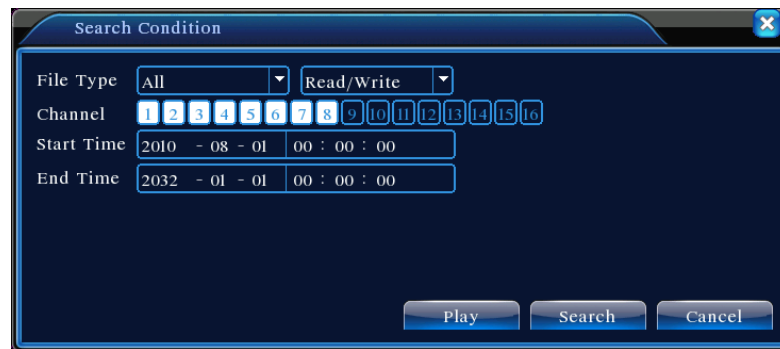 Search Condition
File Type All Read/Write
Channel 1 2 3 4 5 6 7 8 9 10 11 12 13 14 15 16
Start Time 2010 - 08 - 01 00 : 00 : 00
End Time 2032 - 01 - 01 00 : 00 : 00
Play Search Cancel